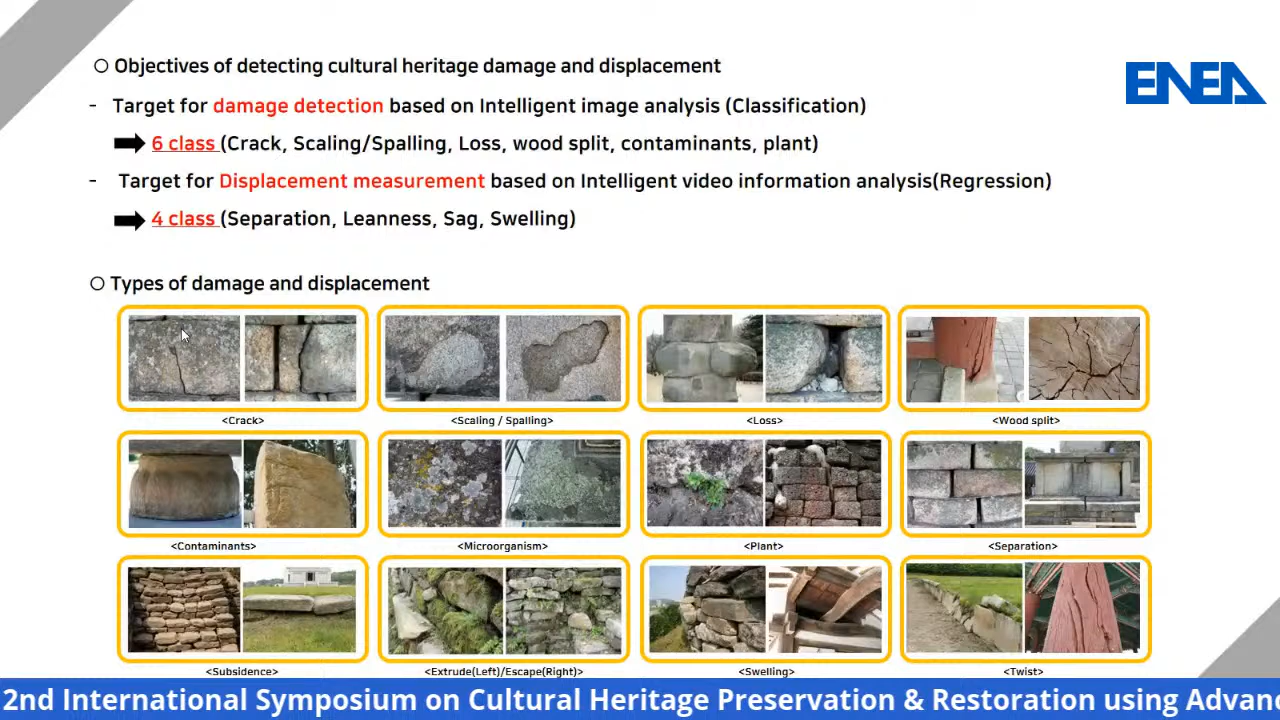 ○ Objectives of detecting cultural heritage damage and displacement
ENEA
- Target for damage detection based on Intelligent image analysis (Classification)
6 class (Crack, Scaling/Spalling, Loss, wood split, contaminants, plant)
- Target for Displacement measurement based on Intelligent video information analysis(Regression)
4 class (Separation, Leanness, Sag, Swelling)
○ Types of damage and displacement
<Crack>
<Scaling / Spalling>
<Loss>
<Wood split>
<Contaminants>
<Microorganism>
<Plant>
<Separation>
<Subsidence>
<Extrude(Left)/Escape(Right)>
<Swelling>
<Twist>
2nd International Symposium on Cultural Heritage Preservation & Restoration using Advanc